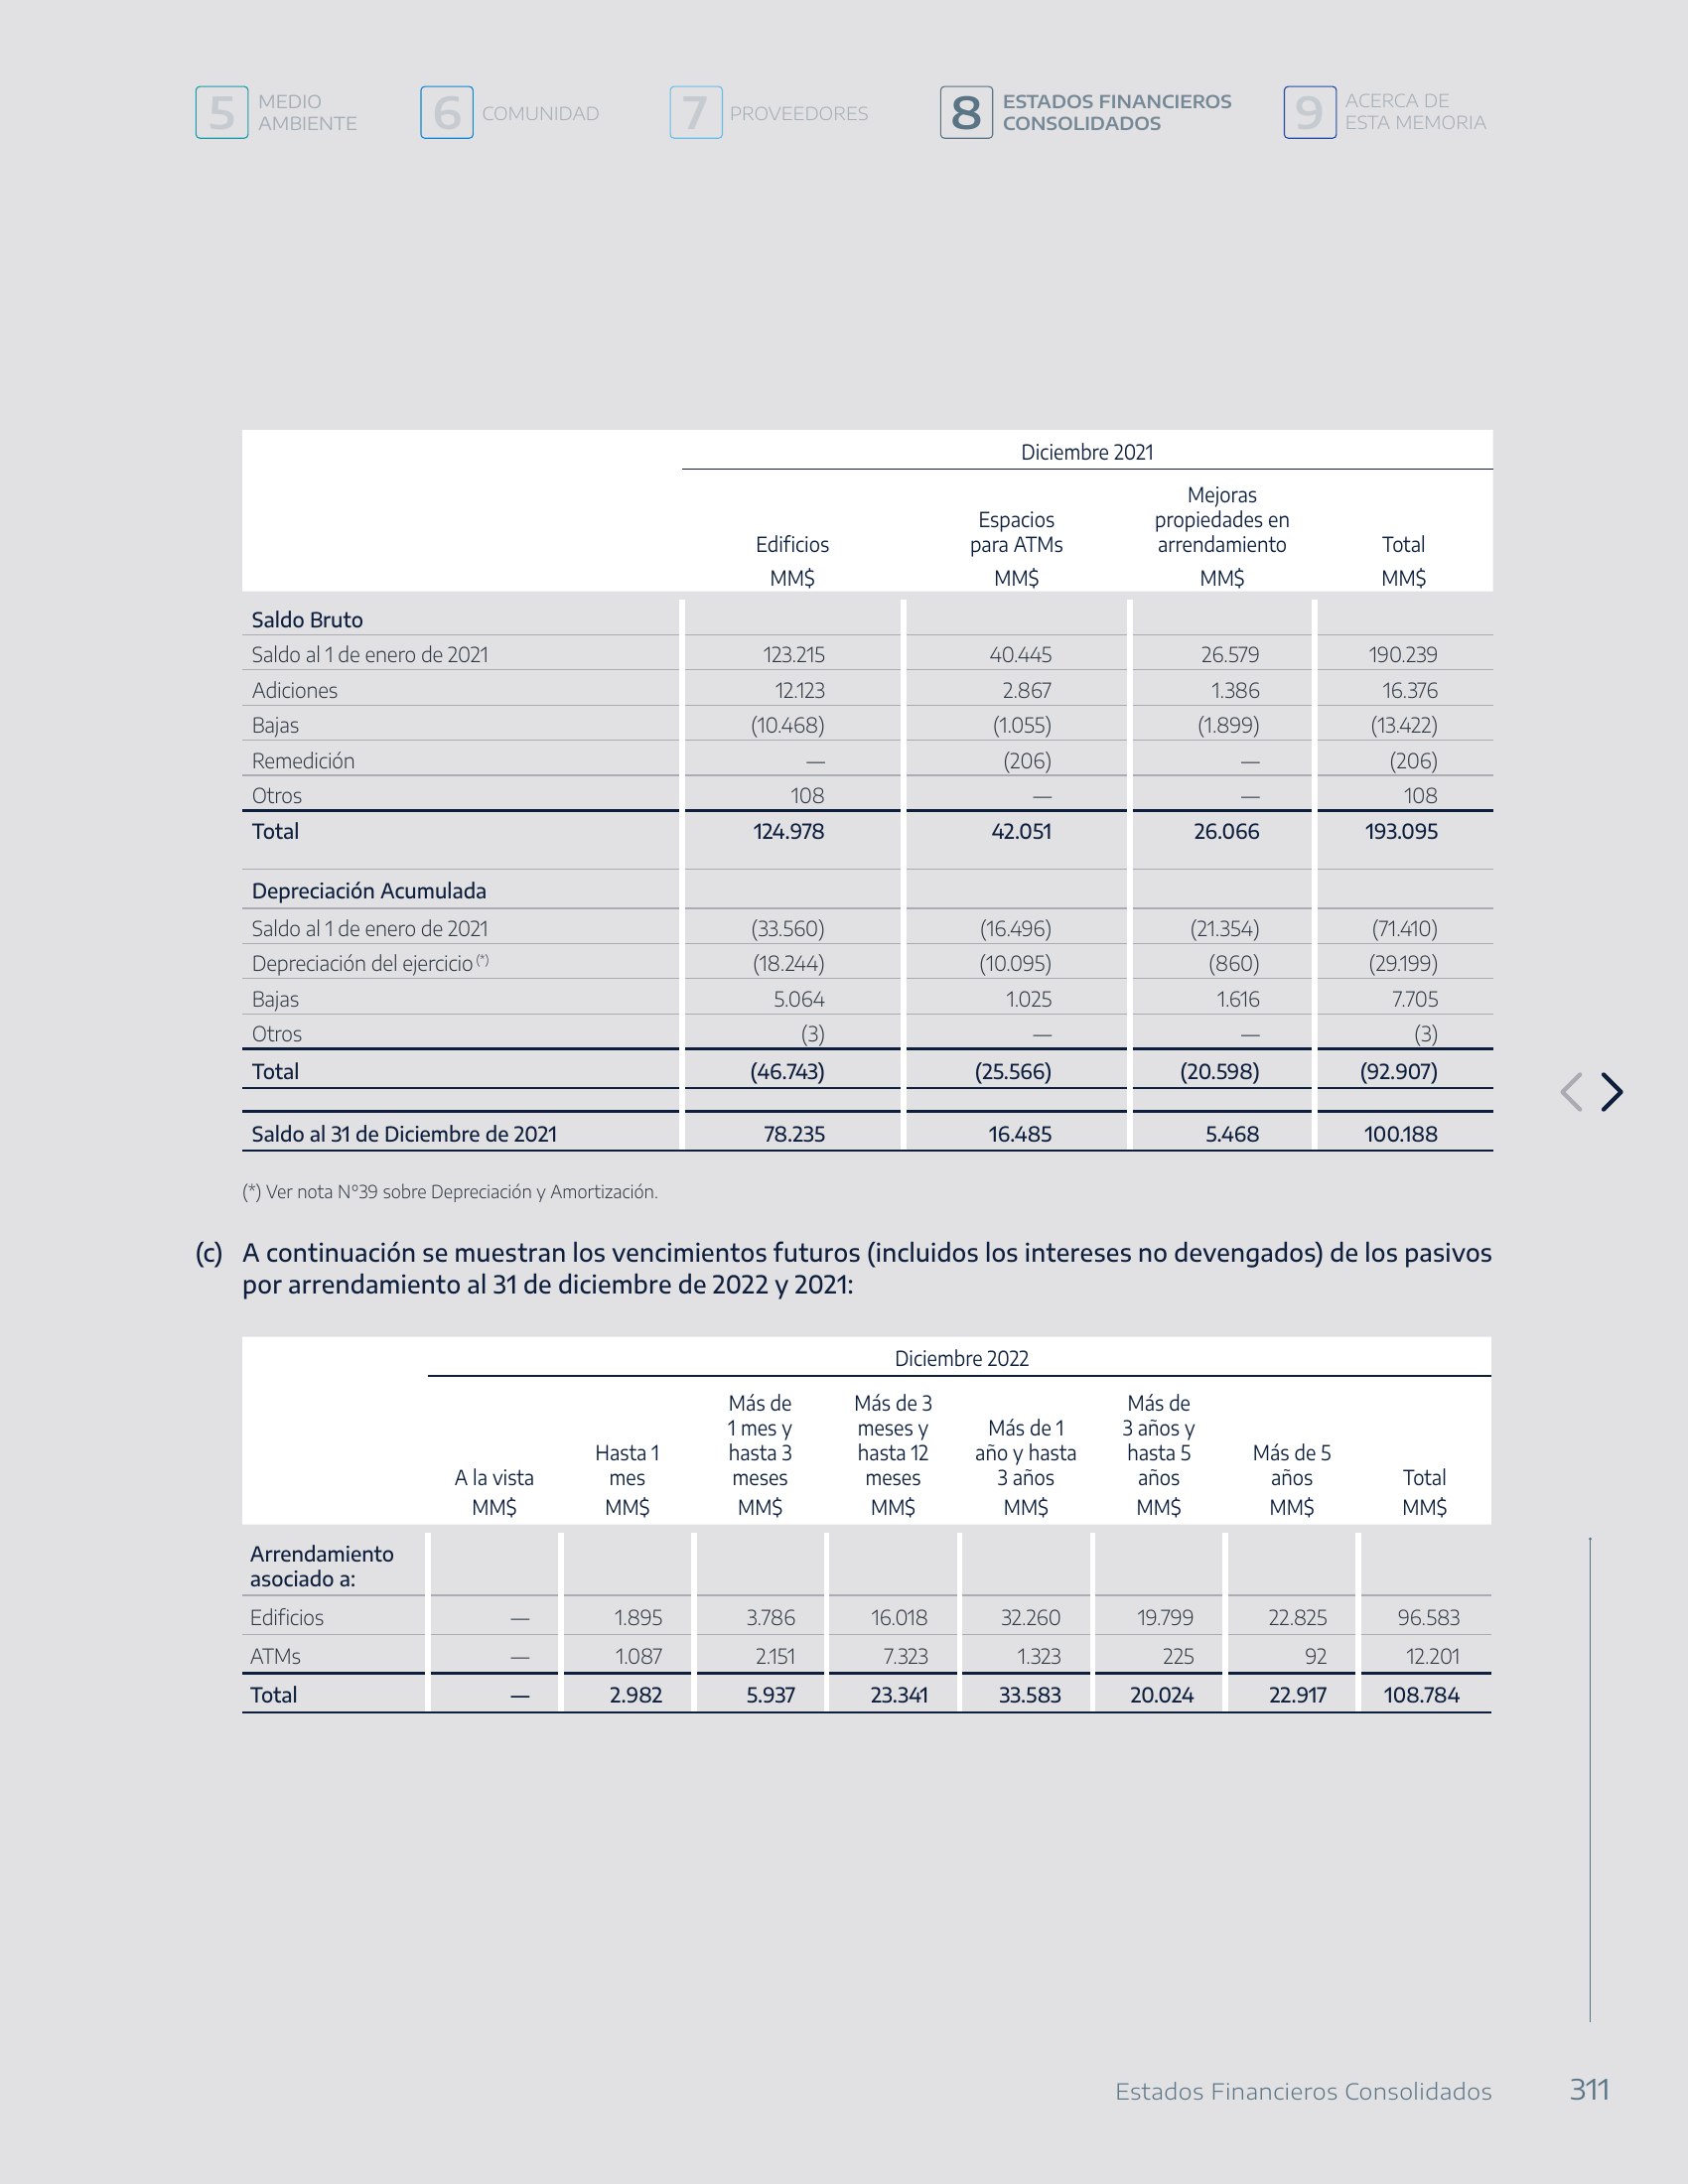 5 MEDIO AMBIENTE
6 COMUNIDAD
7 PROVEEDORES
8 ESTADOS FINANCIEROS CONSOLIDADOS
9 ACERCA DE ESTA MEMORIA
Diciembre 2021
Edificios Espacios para ATMs Mejoras propiedades en arrendamiento Total
MM$ MM$ MM$ MM$
Saldo Bruto
Saldo al 1 de enero de 2021 123.215 40.445 26.579 190.239
Adiciones 12.123 2.867 1.386 16.376
Bajas (10.468) (1.055) (1.899) (13.422)
Remedición — (206) — (206)
Otros 108 — — 108
Total 124.978 42.051 26.066 193.095
Depreciación Acumulada
Saldo al 1 de enero de 2021 (33.560) (16.496) (21.354) (71.410)
Depreciación del ejercicio (*) (18.244) (10.095) (860) (29.199)
Bajas 5.064 1.025 1.616 7.705
Otros (3) — — (3)
Total (46.743) (25.566) (20.598) (92.907)
Saldo al 31 de Diciembre de 2021 78.235 16.485 5.468 100.188
(*) Ver nota Nº39 sobre Depreciación y Amortización.
(c) A continuación se muestran los vencimientos futuros (incluidos los intereses no devengados) de los pasivos
por arrendamiento al 31 de diciembre de 2022 y 2021:
Diciembre 2022
A la vista Hasta 1 mes Más de 1 mes y hasta 3 meses Más de 3 meses y hasta 12 meses Más de 1 año y hasta 3 años Más de 3 años y hasta 5 años Más de 5 años Total
MM$ MM$ MM$ MM$ MM$ MM$ MM$ MM$
Arrendamiento
asociado a:
Edificios — 1.895 3.786 16.018 32.260 19.799 22.825 96.583
ATMs — 1.087 2.151 7.323 1.323 225 92 12.201
Total — 2.982 5.937 23.341 33.583 20.024 22.917 108.784
Estados Financieros Consolidados 311